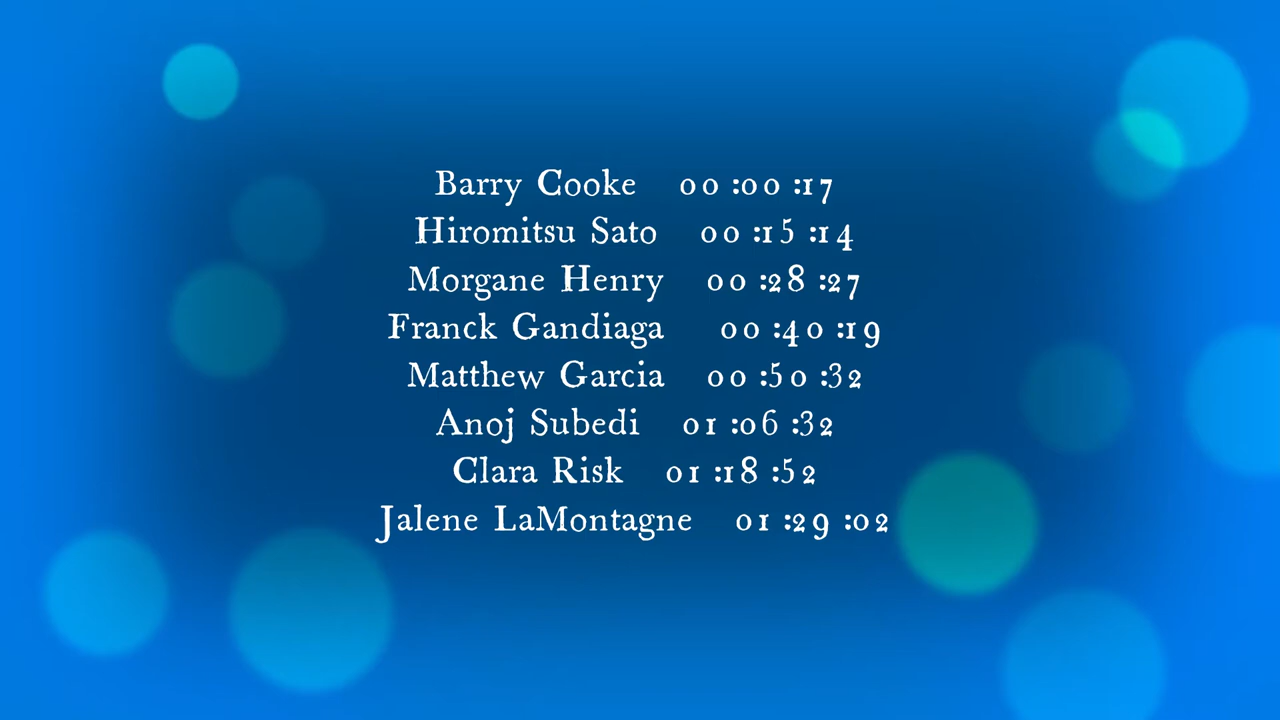 Barry Cooke 00:00:17
Hiromitsu Sato 00:15:14
Morgane Henry 00:28:27
Franck Gandiaga 00:40:19
Matthew Garcia 00:50:32
Anoj Subedi 01:06:32
Clara Risk 01:18:52
Jalene LaMontagne 01:29:02